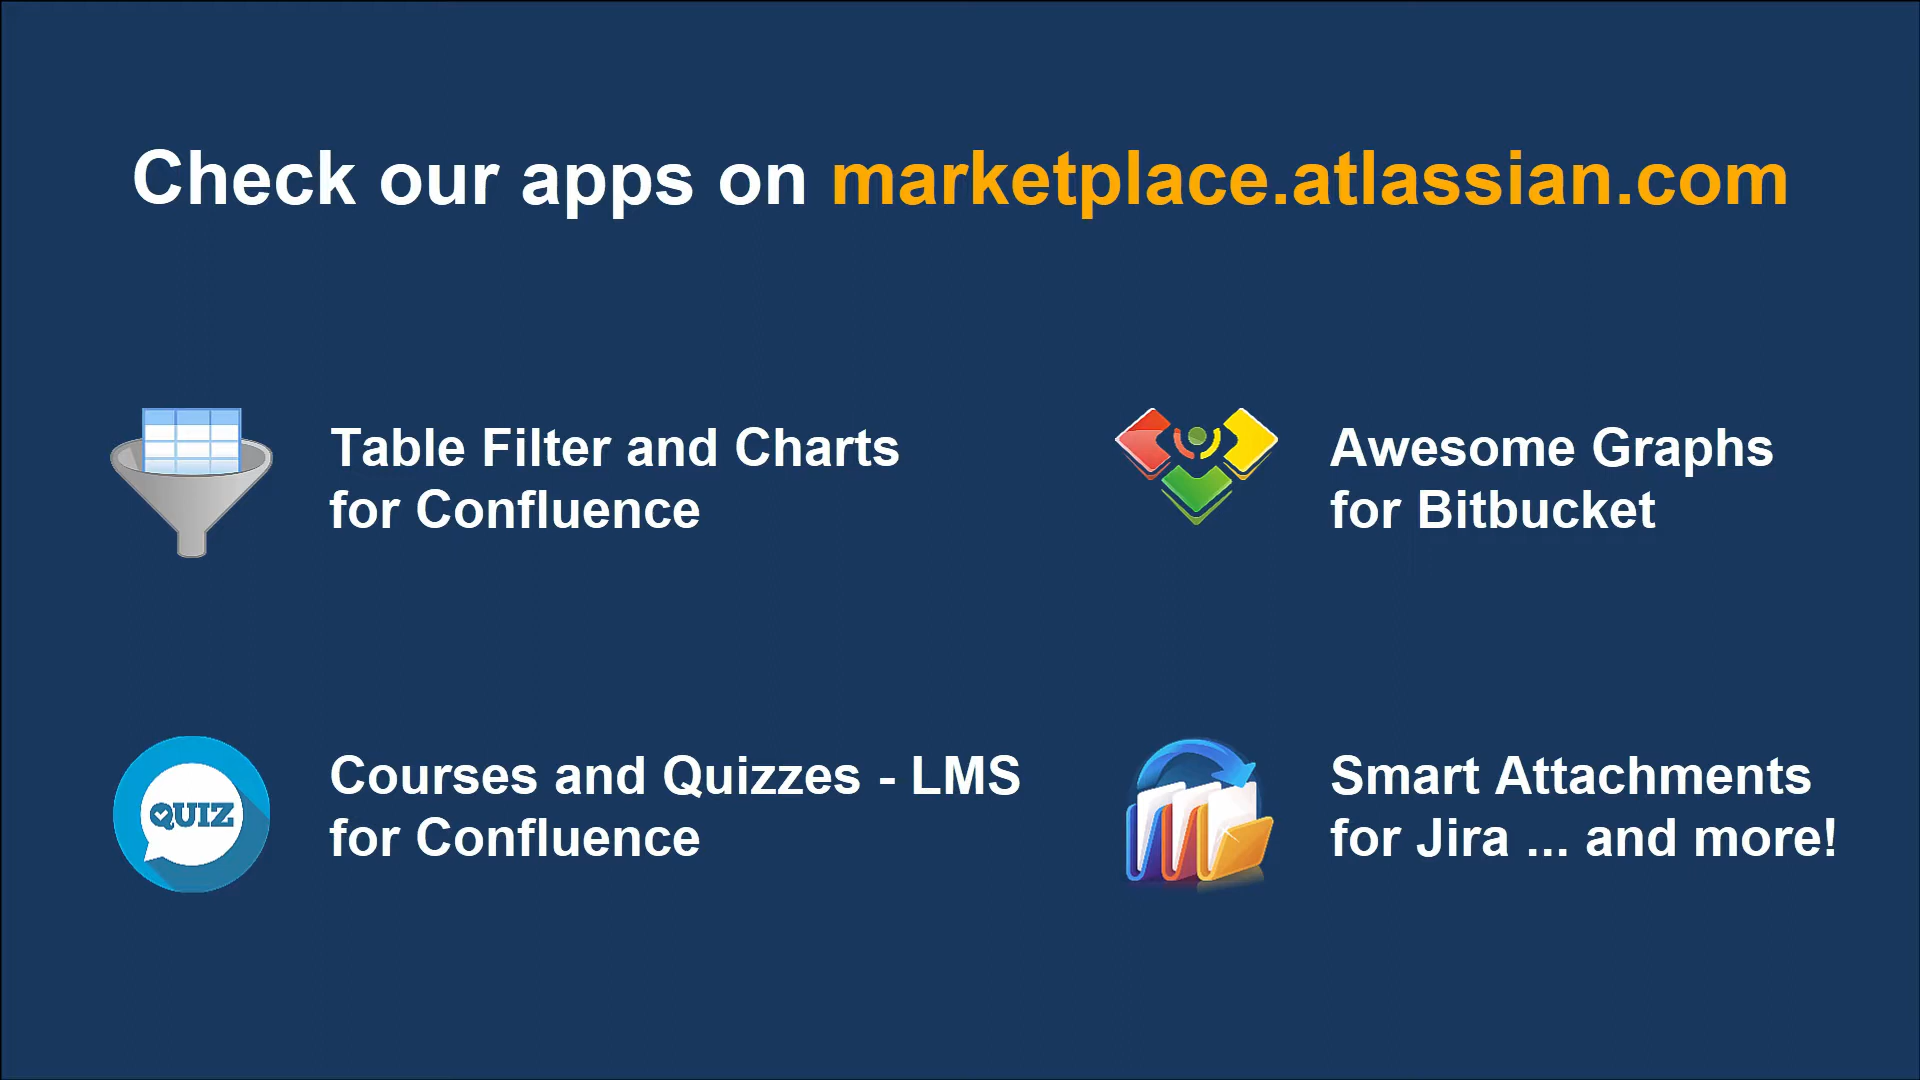 Check our apps on marketplace.atlassian.com
Table Filter and Charts
for Confluence
Awesome Graphs
for Bitbucket
QUIZ
Courses and Quizzes - LMS
for Confluence
Smart Attachments
for Jira ... and more!